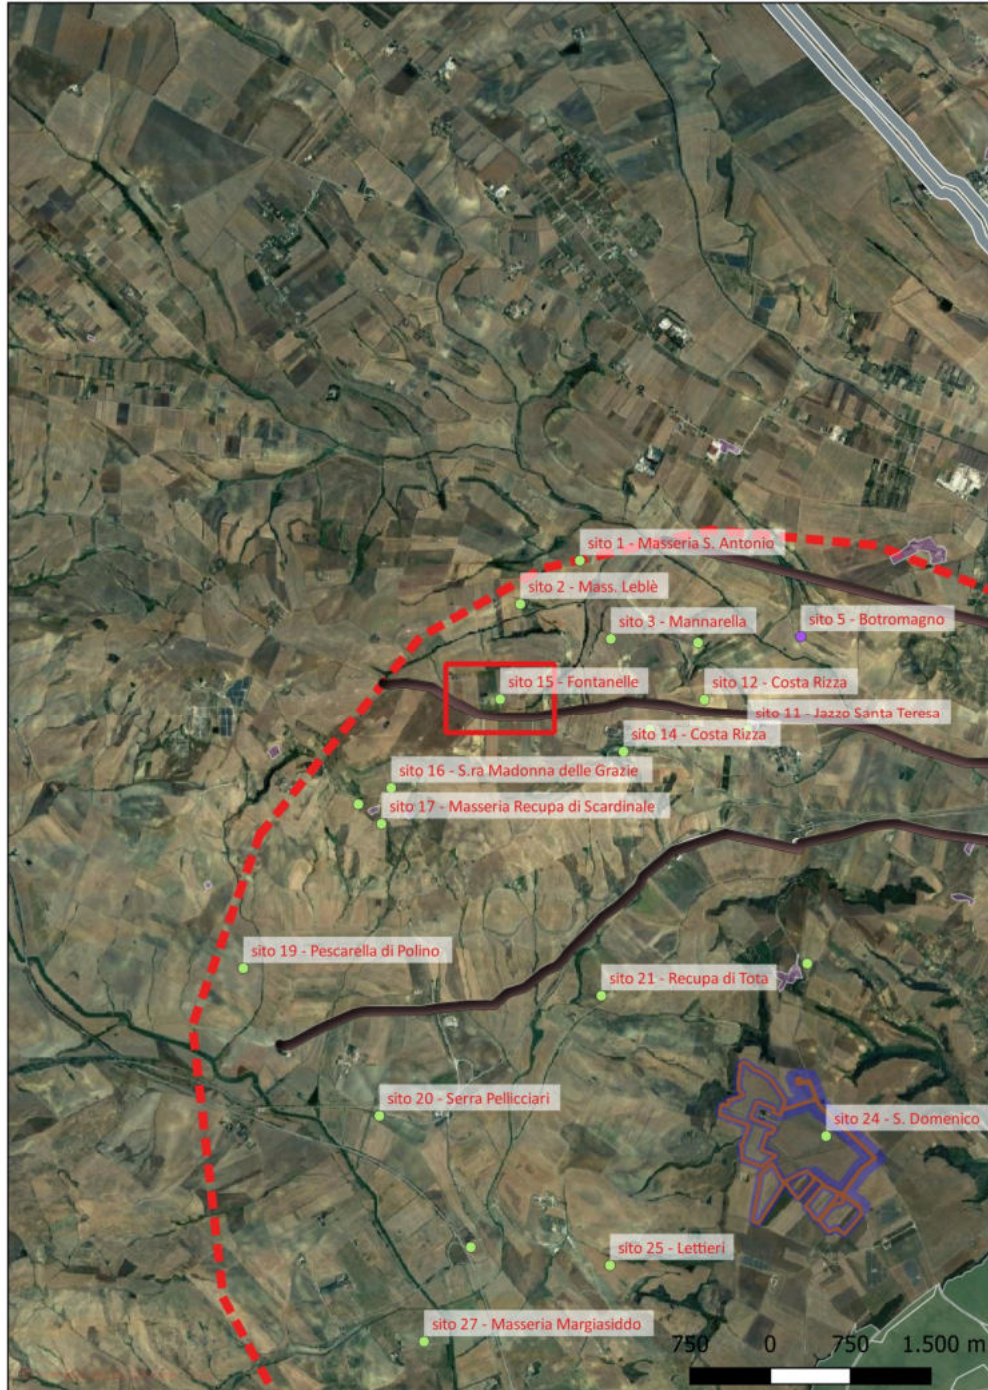 sito 1 - Masseria S. Antonio
sito 2 - Mass. Leblè
sito 3 - Mannarella
sito 5 - Botromagno
sito 15 - Fontanelle
sito 12 - Costa Rizza
sito 11 - Jazzo Santa Teresa
sito 14 - Costa Rizza
sito 16 - S.ra Madonna delle Grazie
sito 17 - Masseria Recupa di Scardinale
sito 19 - Pescarella di Polino
sito 21 - Recupa di Tota
sito 20 - Serra Pellicciari
sito 24 - S. Domenico
sito 25 - Lettieri
sito 27 - Masseria Margiasiddo
750 0 750 1.500 m